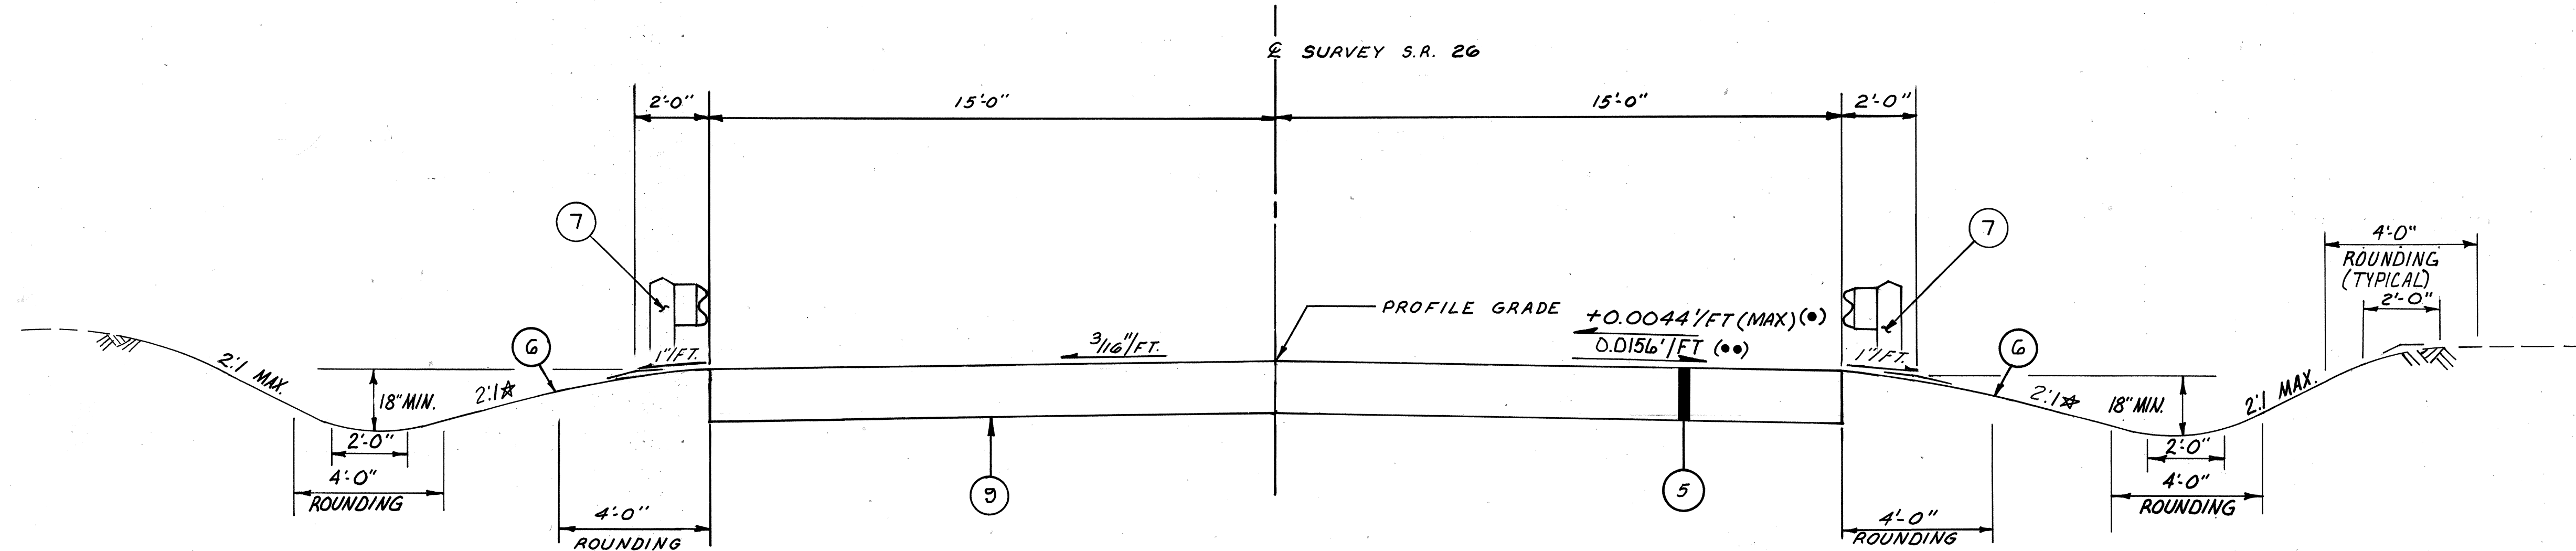 ℄ SURVEY S.R. 26
2'-0"
15'-0"
15'-0"
2'-0"
7
7
4'-0"
ROUNDING
(TYPICAL)
2'-0"
PROFILE GRADE
+0.0044'/FT (MAX) (•)
0.0156'/FT (••)
3/16"/FT.
1"/FT.
1"/FT.
6
6
2:1 MAX.
18" MIN.
2:1☆
2:1☆
18" MIN.
2:1 MAX.
2'-0"
4'-0"
ROUNDING
4'-0"
ROUNDING
9
5
4'-0"
ROUNDING
2'-0"
4'-0"
ROUNDING